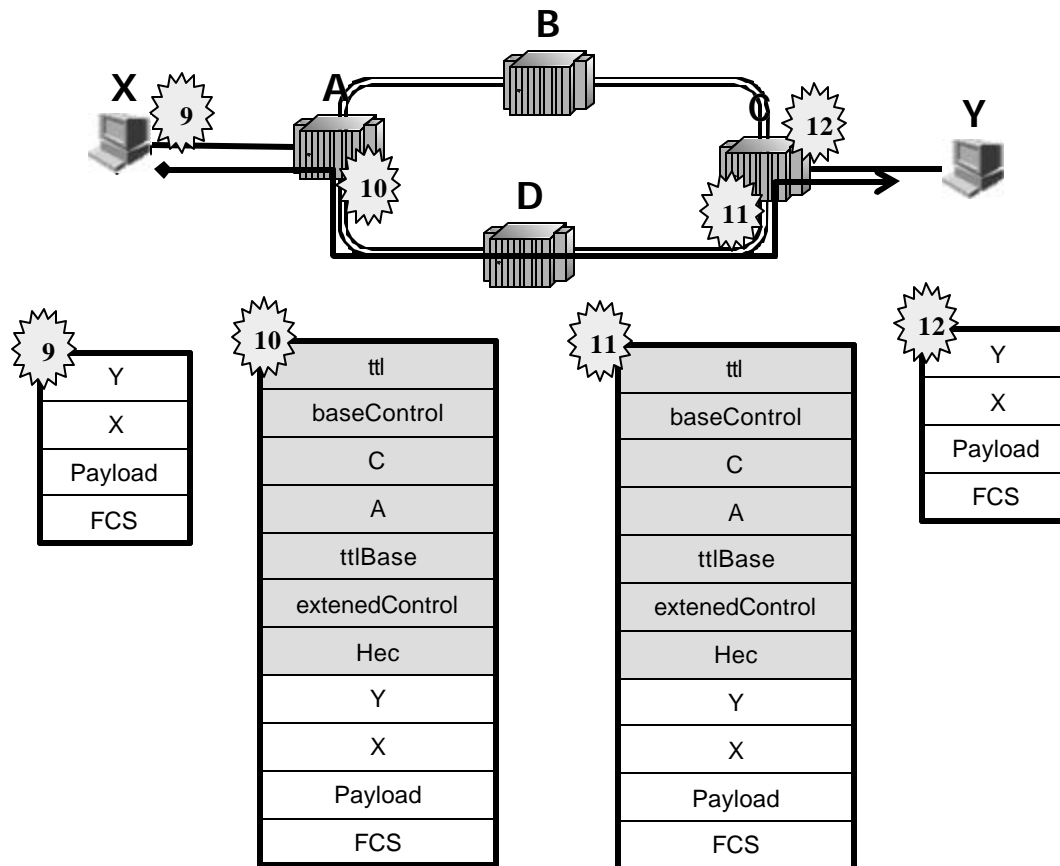 B
X
A
C
Y
9
12
10
D
11
9
Y
X
Payload
FCS
10
ttl
baseControl
C
A
ttlBase
extenedControl
Hec
Y
X
Payload
FCS
11
ttl
baseControl
C
A
ttlBase
extenedControl
Hec
Y
X
Payload
FCS
12
Y
X
Payload
FCS